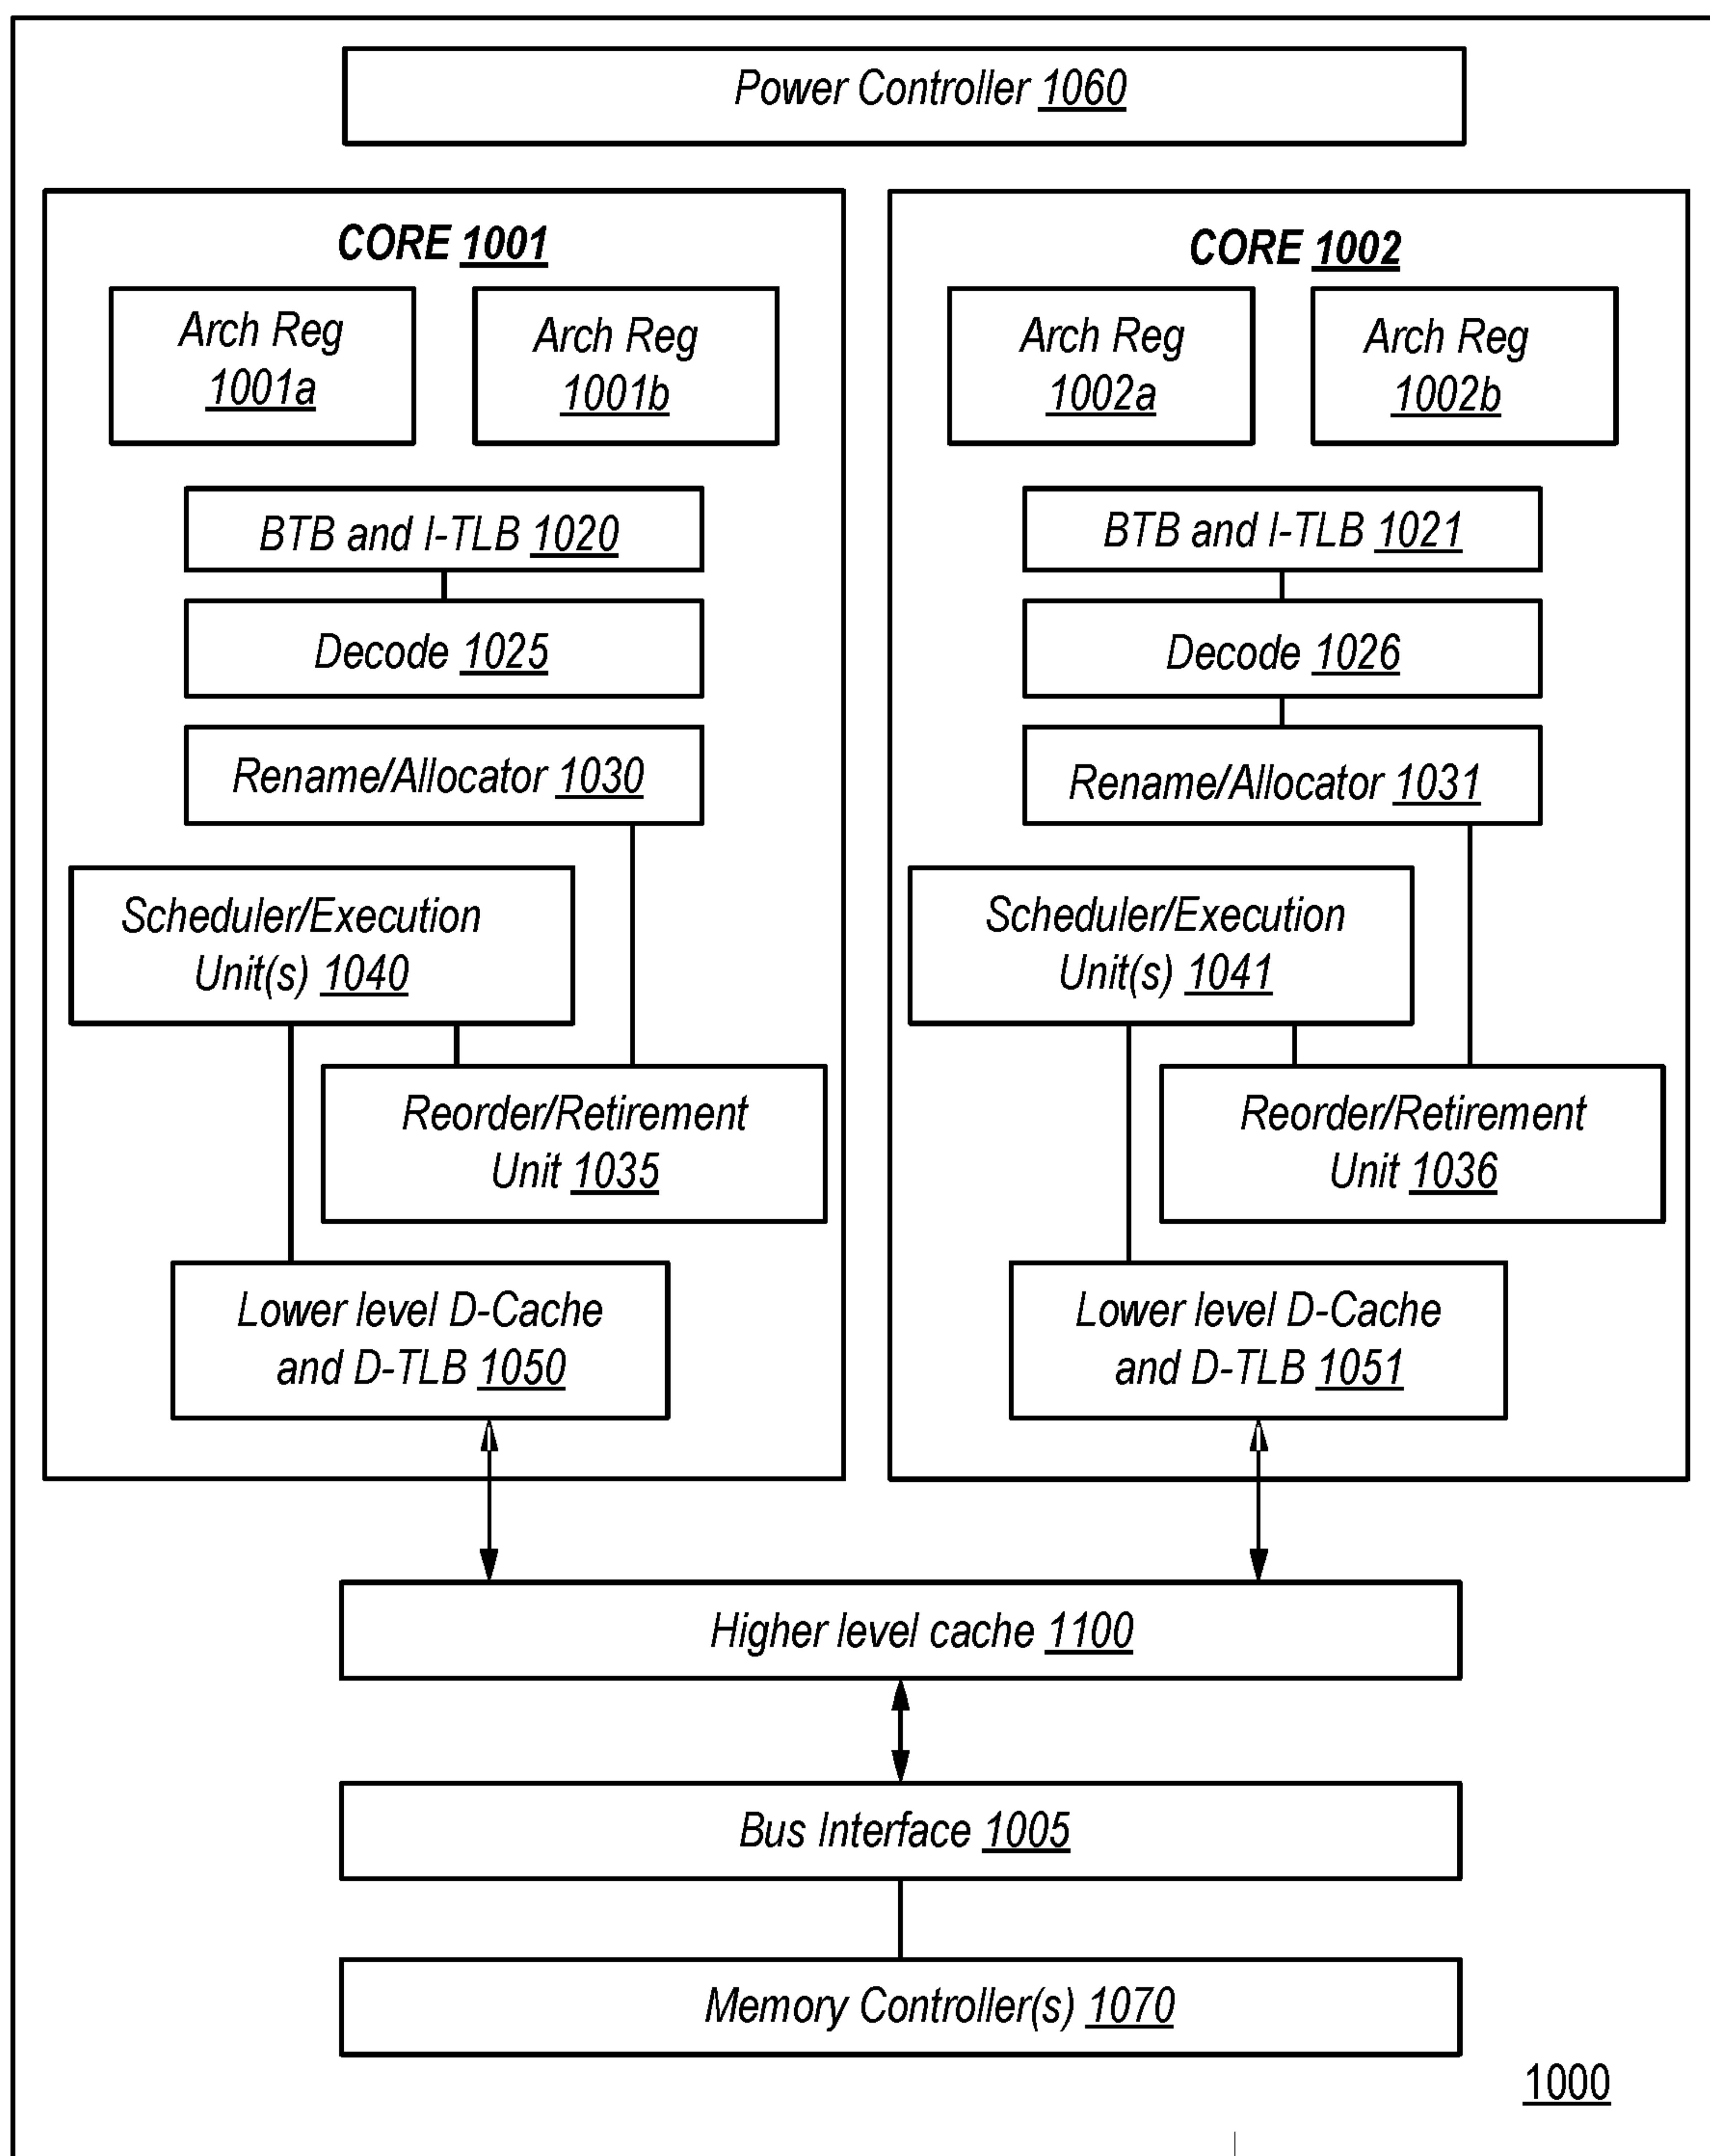 Power Controller 1060
CORE 1001
Arch Reg
1001a
Arch Reg
1001b
BTB and I-TLB 1020
Decode 1025
Rename/Allocator 1030
Scheduler/Execution
Unit(s) 1040
Reorder/Retirement
Unit 1035
Lower level D-Cache
and D-TLB 1050
CORE 1002
Arch Reg
1002a
Arch Reg
1002b
BTB and I-TLB 1021
Decode 1026
Rename/Allocator 1031
Scheduler/Execution
Unit(s) 1041
Reorder/Retirement
Unit 1036
Lower level D-Cache
and D-TLB 1051
Higher level cache 1100
Bus Interface 1005
Memory Controller(s) 1070
1000